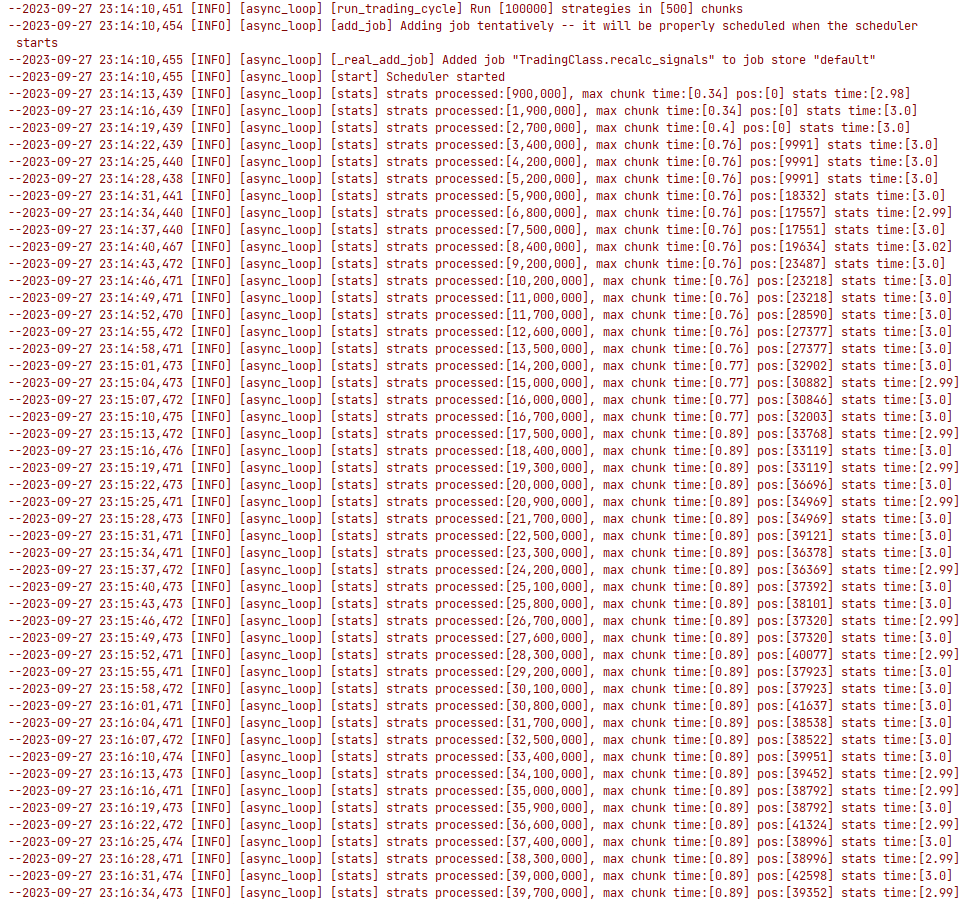 --2023-09-27 23:14:10,451 [INFO] [async_loop] [run_trading_cycle] Run [100000] strategies in [500] chunks
--2023-09-27 23:14:10,454 [INFO] [async_loop] [add_job] Adding job tentatively -- it will be properly scheduled when the scheduler
starts
--2023-09-27 23:14:10,455 [INFO] [async_loop] [_real_add_job] Added job "TradingClass.recalc_signals" to job store "default"
--2023-09-27 23:14:10,455 [INFO] [async_loop] [start] Scheduler started
--2023-09-27 23:14:13,439 [INFO] [async_loop] [stats] strats processed:[900,000], max chunk time:[0.34] pos:[0] stats time:[2.98]
--2023-09-27 23:14:16,439 [INFO] [async_loop] [stats] strats processed:[1,900,000], max chunk time:[0.34] pos:[0] stats time:[3.0]
--2023-09-27 23:14:19,439 [INFO] [async_loop] [stats] strats processed:[2,700,000], max chunk time:[0.4] pos:[0] stats time:[3.0]
--2023-09-27 23:14:22,439 [INFO] [async_loop] [stats] strats processed:[3,400,000], max chunk time:[0.76] pos:[9991] stats time:[3.0]
--2023-09-27 23:14:25,440 [INFO] [async_loop] [stats] strats processed:[4,200,000], max chunk time:[0.76] pos:[9991] stats time:[3.0]
--2023-09-27 23:14:28,438 [INFO] [async_loop] [stats] strats processed:[5,200,000], max chunk time:[0.76] pos:[9991] stats time:[3.0]
--2023-09-27 23:14:31,441 [INFO] [async_loop] [stats] strats processed:[5,900,000], max chunk time:[0.76] pos:[18332] stats time:[3.0]
--2023-09-27 23:14:34,440 [INFO] [async_loop] [stats] strats processed:[6,800,000], max chunk time:[0.76] pos:[17557] stats time:[2.99]
--2023-09-27 23:14:37,440 [INFO] [async_loop] [stats] strats processed:[7,500,000], max chunk time:[0.76] pos:[17551] stats time:[3.0]
--2023-09-27 23:14:40,467 [INFO] [async_loop] [stats] strats processed:[8,400,000], max chunk time:[0.76] pos:[19634] stats time:[3.02]
--2023-09-27 23:14:43,472 [INFO] [async_loop] [stats] strats processed:[9,200,000], max chunk time:[0.76] pos:[23487] stats time:[3.0]
--2023-09-27 23:14:46,471 [INFO] [async_loop] [stats] strats processed:[10,200,000], max chunk time:[0.76] pos:[23218] stats time:[3.0]
--2023-09-27 23:14:49,471 [INFO] [async_loop] [stats] strats processed:[11,000,000], max chunk time:[0.76] pos:[23218] stats time:[3.0]
--2023-09-27 23:14:52,470 [INFO] [async_loop] [stats] strats processed:[11,700,000], max chunk time:[0.76] pos:[28590] stats time:[3.0]
--2023-09-27 23:14:55,472 [INFO] [async_loop] [stats] strats processed:[12,600,000], max chunk time:[0.76] pos:[27377] stats time:[3.0]
--2023-09-27 23:14:58,471 [INFO] [async_loop] [stats] strats processed:[13,500,000], max chunk time:[0.76] pos:[27377] stats time:[3.0]
--2023-09-27 23:15:01,473 [INFO] [async_loop] [stats] strats processed:[14,200,000], max chunk time:[0.77] pos:[32902] stats time:[3.0]
--2023-09-27 23:15:04,473 [INFO] [async_loop] [stats] strats processed:[15,000,000], max chunk time:[0.77] pos:[30882] stats time:[2.99]
--2023-09-27 23:15:07,472 [INFO] [async_loop] [stats] strats processed:[16,000,000], max chunk time:[0.77] pos:[30846] stats time:[3.0]
--2023-09-27 23:15:10,475 [INFO] [async_loop] [stats] strats processed:[16,700,000], max chunk time:[0.77] pos:[32003] stats time:[3.0]
--2023-09-27 23:15:13,472 [INFO] [async_loop] [stats] strats processed:[17,500,000], max chunk time:[0.89] pos:[33768] stats time:[2.99]
--2023-09-27 23:15:16,476 [INFO] [async_loop] [stats] strats processed:[18,400,000], max chunk time:[0.89] pos:[33119] stats time:[3.0]
--2023-09-27 23:15:19,471 [INFO] [async_loop] [stats] strats processed:[19,300,000], max chunk time:[0.89] pos:[33119] stats time:[2.99]
--2023-09-27 23:15:22,473 [INFO] [async_loop] [stats] strats processed:[20,000,000], max chunk time:[0.89] pos:[36696] stats time:[3.0]
--2023-09-27 23:15:25,471 [INFO] [async_loop] [stats] strats processed:[20,900,000], max chunk time:[0.89] pos:[34969] stats time:[2.99]
--2023-09-27 23:15:28,473 [INFO] [async_loop] [stats] strats processed:[21,700,000], max chunk time:[0.89] pos:[34969] stats time:[3.0]
--2023-09-27 23:15:31,471 [INFO] [async_loop] [stats] strats processed:[22,500,000], max chunk time:[0.89] pos:[39121] stats time:[3.0]
--2023-09-27 23:15:34,471 [INFO] [async_loop] [stats] strats processed:[23,300,000], max chunk time:[0.89] pos:[36378] stats time:[3.0]
--2023-09-27 23:15:37,472 [INFO] [async_loop] [stats] strats processed:[24,200,000], max chunk time:[0.89] pos:[36369] stats time:[2.99]
--2023-09-27 23:15:40,473 [INFO] [async_loop] [stats] strats processed:[25,100,000], max chunk time:[0.89] pos:[37392] stats time:[3.0]
--2023-09-27 23:15:43,473 [INFO] [async_loop] [stats] strats processed:[25,800,000], max chunk time:[0.89] pos:[38101] stats time:[3.0]
--2023-09-27 23:15:46,472 [INFO] [async_loop] [stats] strats processed:[26,700,000], max chunk time:[0.89] pos:[37320] stats time:[2.99]
--2023-09-27 23:15:49,473 [INFO] [async_loop] [stats] strats processed:[27,600,000], max chunk time:[0.89] pos:[37320] stats time:[3.0]
--2023-09-27 23:15:52,471 [INFO] [async_loop] [stats] strats processed:[28,300,000], max chunk time:[0.89] pos:[40077] stats time:[2.99]
--2023-09-27 23:15:55,471 [INFO] [async_loop] [stats] strats processed:[29,200,000], max chunk time:[0.89] pos:[37923] stats time:[3.0]
--2023-09-27 23:15:58,472 [INFO] [async_loop] [stats] strats processed:[30,100,000], max chunk time:[0.89] pos:[37923] stats time:[3.0]
--2023-09-27 23:16:01,471 [INFO] [async_loop] [stats] strats processed:[30,800,000], max chunk time:[0.89] pos:[41637] stats time:[3.0]
--2023-09-27 23:16:04,471 [INFO] [async_loop] [stats] strats processed:[31,700,000], max chunk time:[0.89] pos:[38538] stats time:[3.0]
--2023-09-27 23:16:07,472 [INFO] [async_loop] [stats] strats processed:[32,500,000], max chunk time:[0.89] pos:[38522] stats time:[3.0]
--2023-09-27 23:16:10,474 [INFO] [async_loop] [stats] strats processed:[33,400,000], max chunk time:[0.89] pos:[39951] stats time:[3.0]
--2023-09-27 23:16:13,473 [INFO] [async_loop] [stats] strats processed:[34,100,000], max chunk time:[0.89] pos:[39452] stats time:[2.99]
--2023-09-27 23:16:16,471 [INFO] [async_loop] [stats] strats processed:[35,000,000], max chunk time:[0.89] pos:[38792] stats time:[2.99]
--2023-09-27 23:16:19,473 [INFO] [async_loop] [stats] strats processed:[35,900,000], max chunk time:[0.89] pos:[38792] stats time:[3.0]
--2023-09-27 23:16:22,472 [INFO] [async_loop] [stats] strats processed:[36,600,000], max chunk time:[0.89] pos:[41324] stats time:[2.99]
--2023-09-27 23:16:25,474 [INFO] [async_loop] [stats] strats processed:[37,400,000], max chunk time:[0.89] pos:[38996] stats time:[3.0]
--2023-09-27 23:16:28,471 [INFO] [async_loop] [stats] strats processed:[38,300,000], max chunk time:[0.89] pos:[38996] stats time:[2.99]
--2023-09-27 23:16:31,474 [INFO] [async_loop] [stats] strats processed:[39,000,000], max chunk time:[0.89] pos:[42598] stats time:[3.0]
--2023-09-27 23:16:34,473 [INFO] [async_loop] [stats] strats processed:[39,700,000], max chunk time:[0.89] pos:[39352] stats time:[2.99]